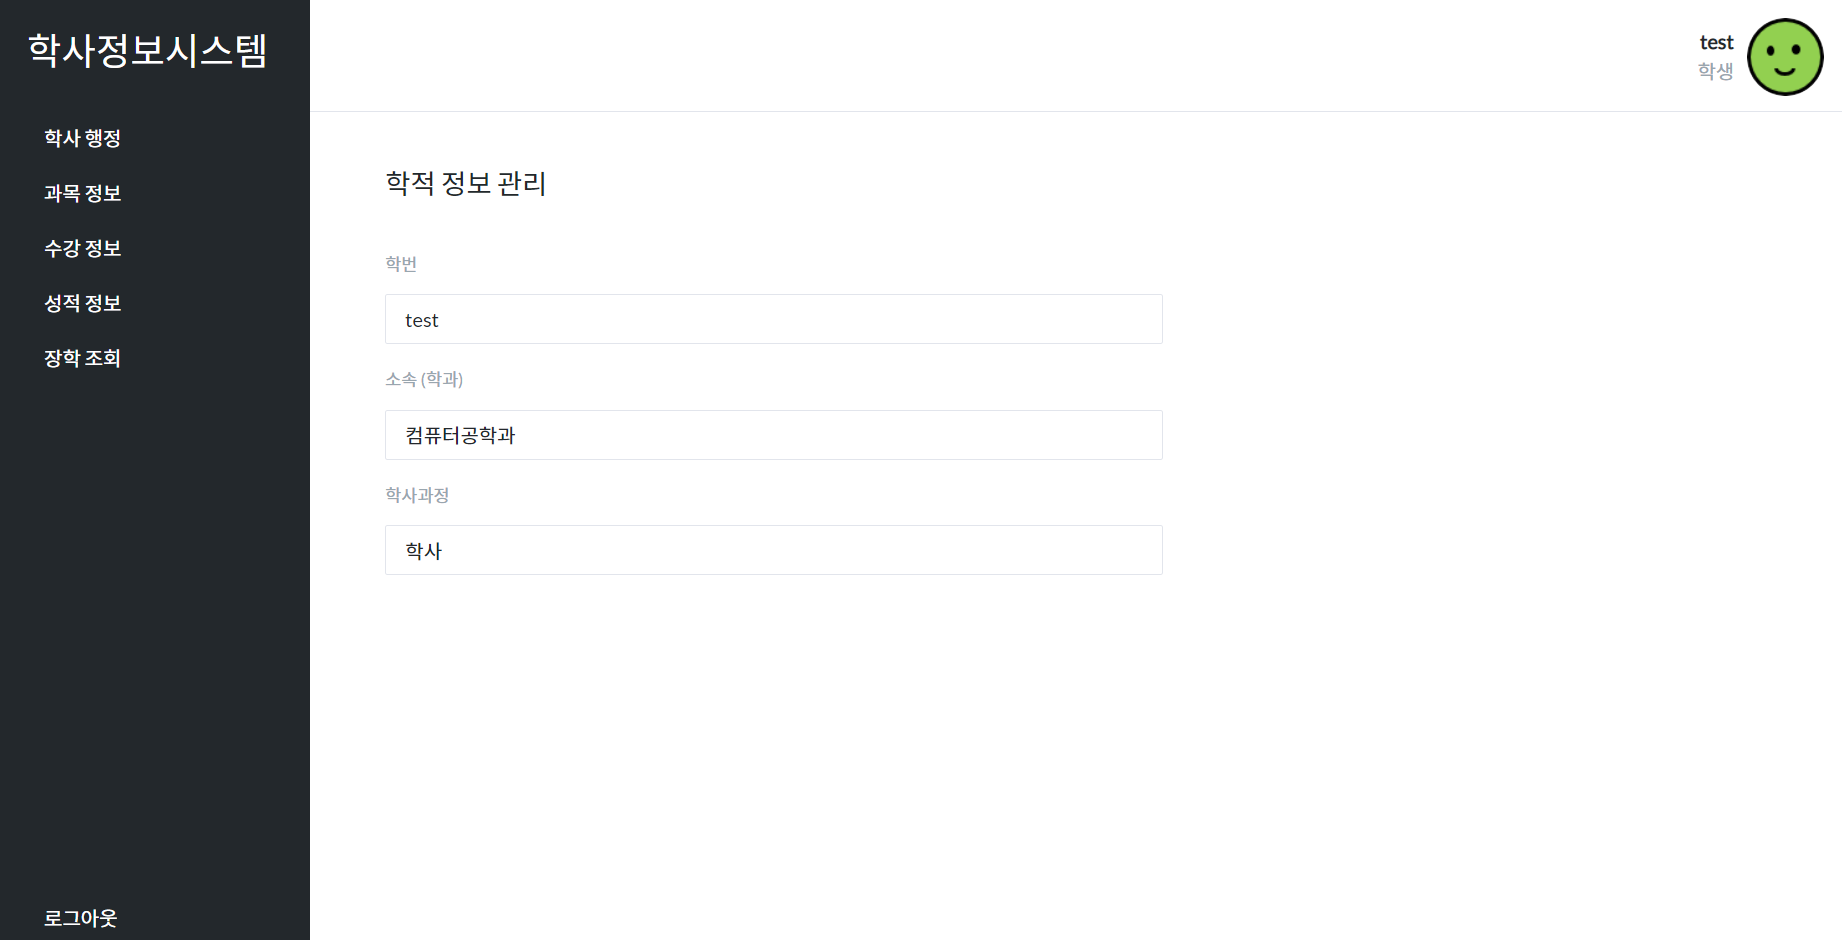 학사정보시스템
학사 행정
과목 정보
수강 정보
성적 정보
장학 조회
로그아웃
test
학생
학적 정보 관리
학번
test
소속 (학과)
컴퓨터공학과
학사과정
학사